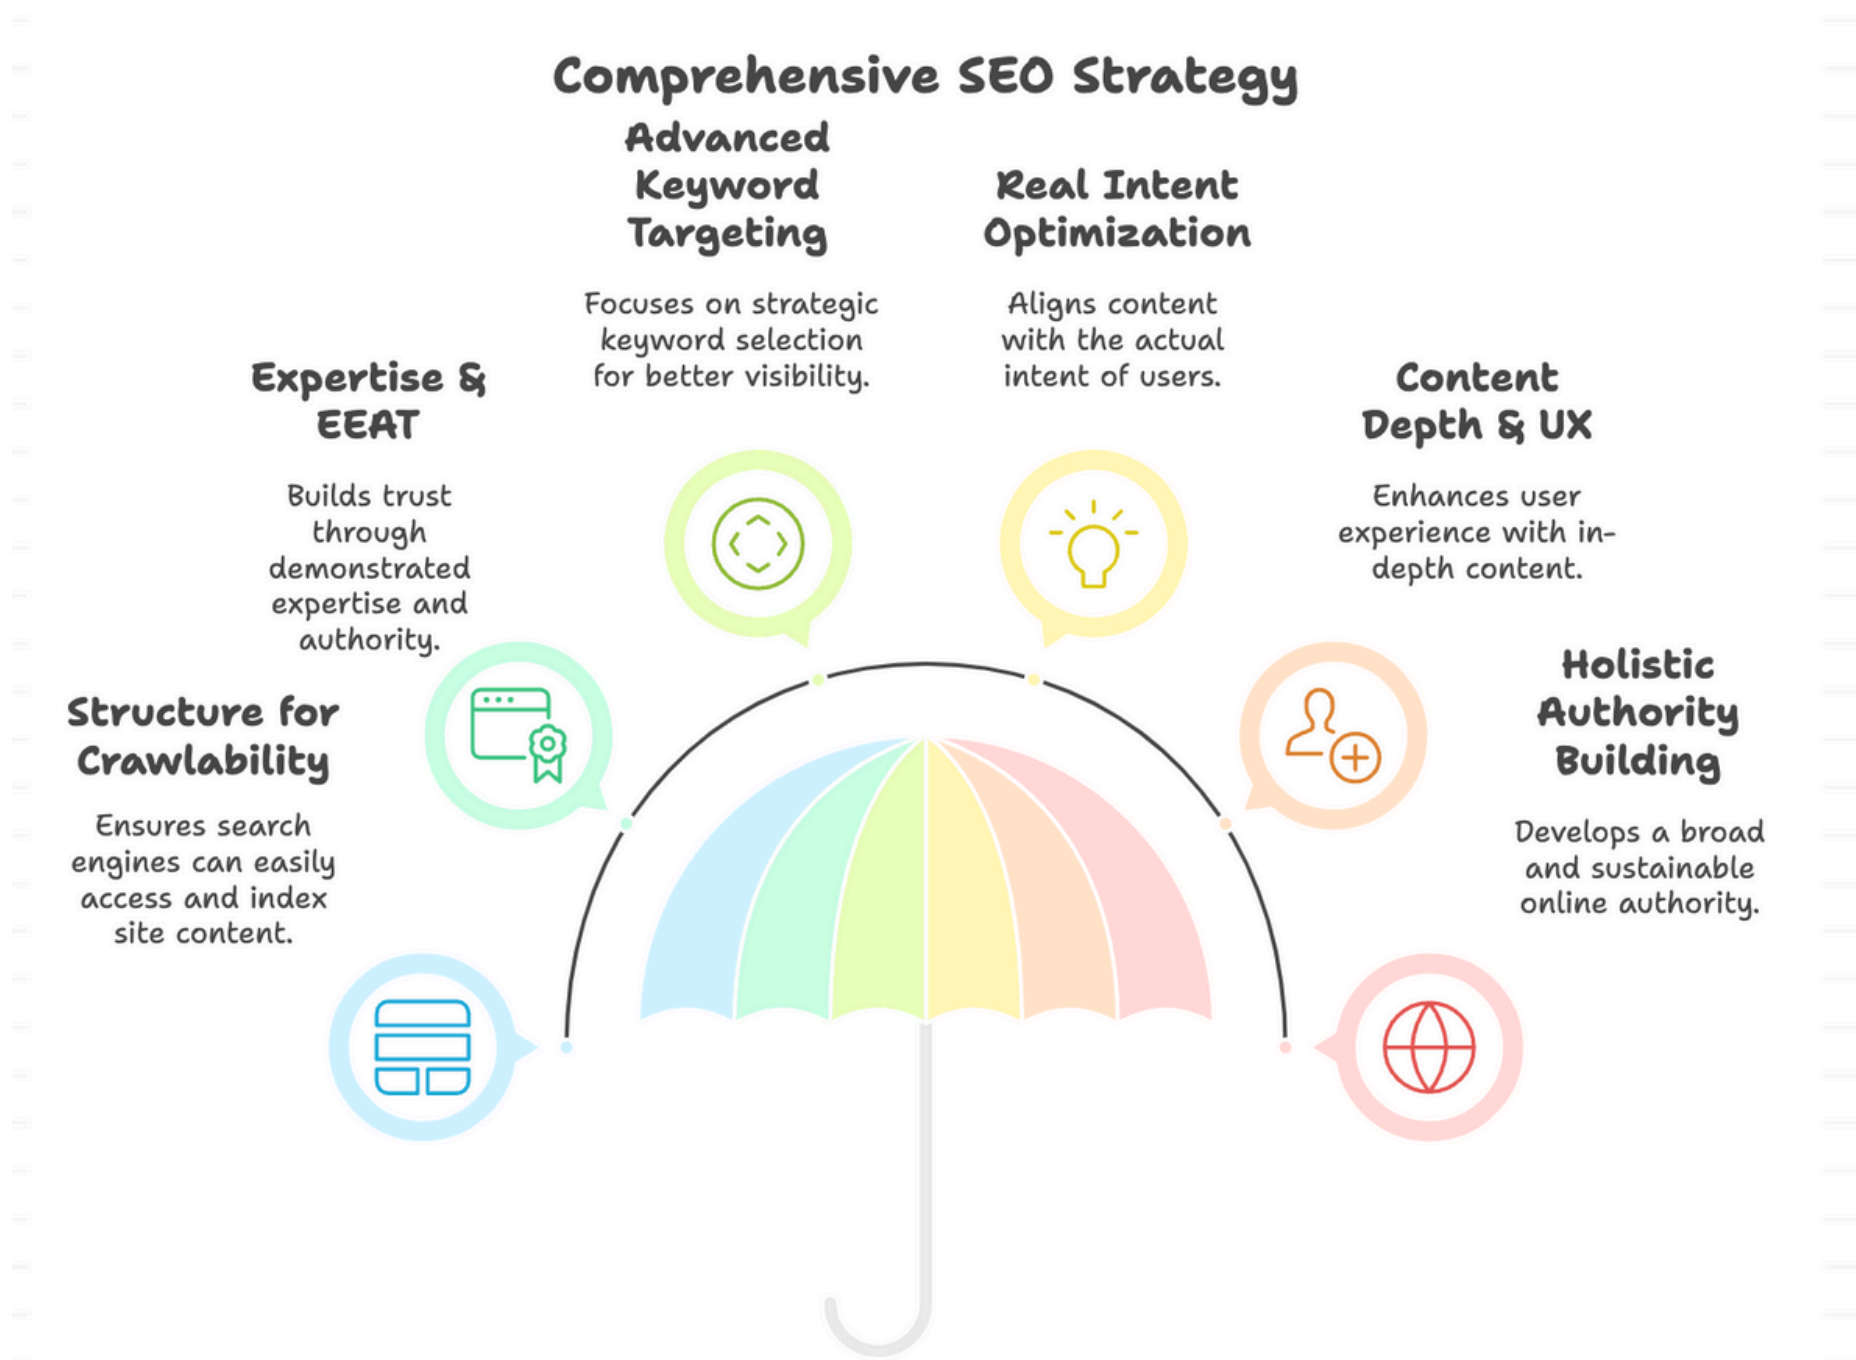 Comprehensive SEO Strategy
Advanced
Keyword
Targeting
Focuses on strategic
keyword selection
for better visibility.
Real Intent
Optimization
Aligns content
with the actual
intent of users.
Expertise &
EEAT
Builds trust
through
demonstrated
expertise and
authority.
Content
Depth & UX
Enhances user
experience with in-
depth content.
Structure for
Crawlability
Ensures search
engines can easily
access and index
site content.
Holistic
Authority
Building
Develops a broad
and sustainable
online authority.